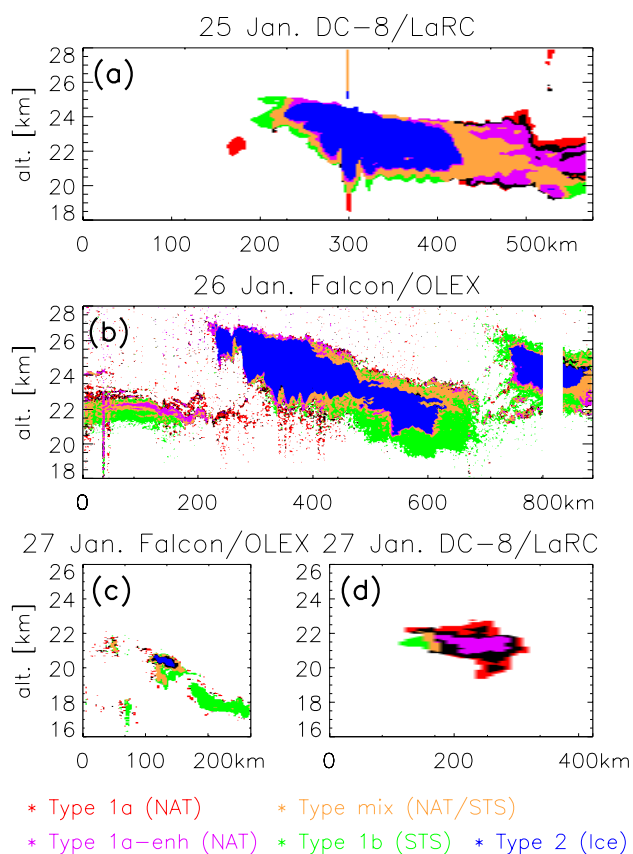 25 Jan. DC-8/LaRC
(a)
alt. [km]
28
26
24
22
20
18
0 200 300 400 500km
26 Jan. Falcon/OLEX
(b)
alt. [km]
28
26
24
22
20
18
0 200 400 600 800km
27 Jan. Falcon/OLEX 27 Jan. DC-8/LaRC
(c) (d)
alt. [km]
26
24
22
20
18
16
0 100 200km
26
24
22
20
18
16
0 200 400km
* Type 1a (NAT) * Type mix (NAT/STS)
* Type 1a-enh (NAT) * Type 1b (STS) * Type 2 (Ice)